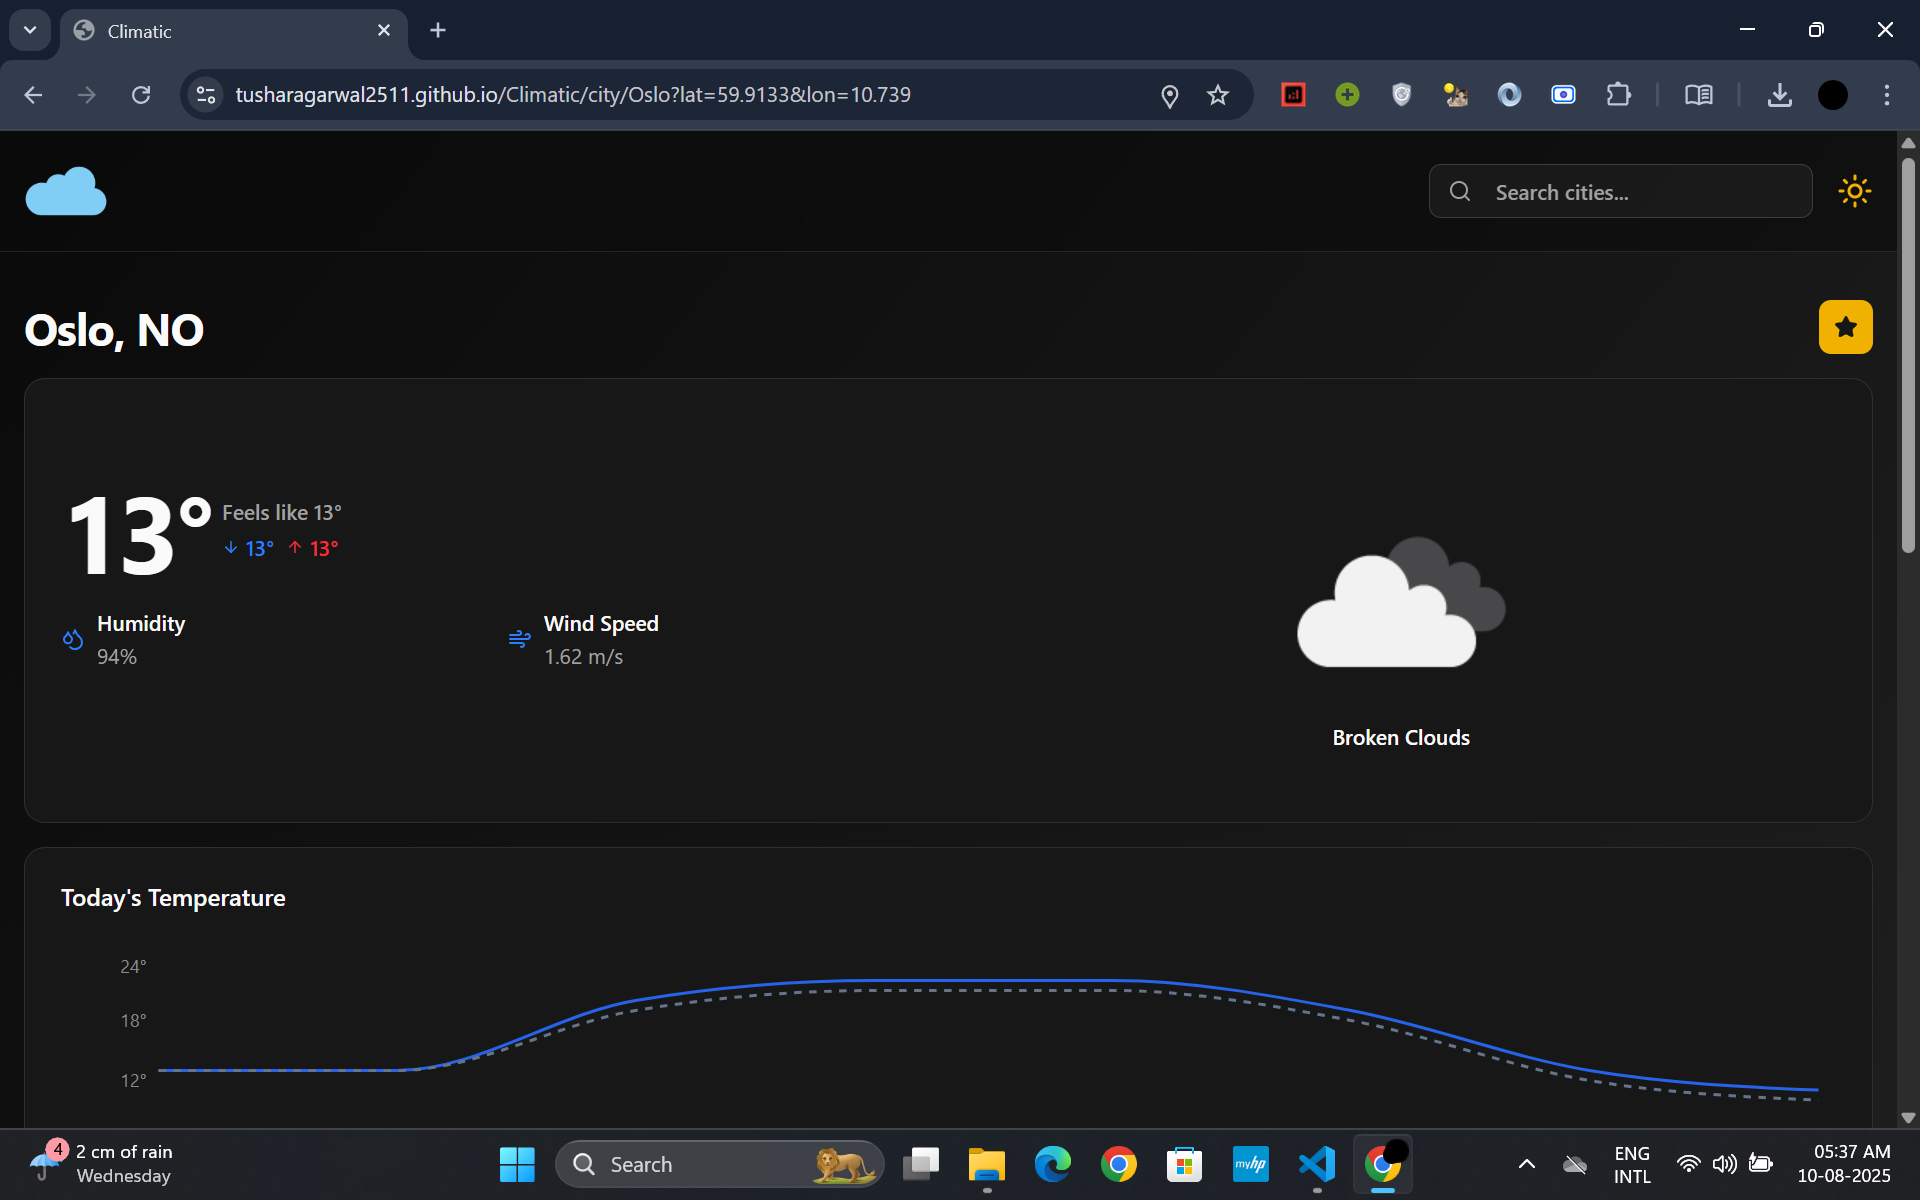 Climatic
tusharagarwal2511.github.io/Climatic/city/Oslo?lat=59.9133&lon=10.739
Search cities...
Oslo, NO
13°
Feels like 13°
↓ 13° ↑ 13°
Humidity
94%
Wind Speed
1.62 m/s
Broken Clouds
Today's Temperature
24°
18°
12°
4
2 cm of rain
Wednesday
Search
myhp
ENG
INTL
05:37 AM
10-08-2025